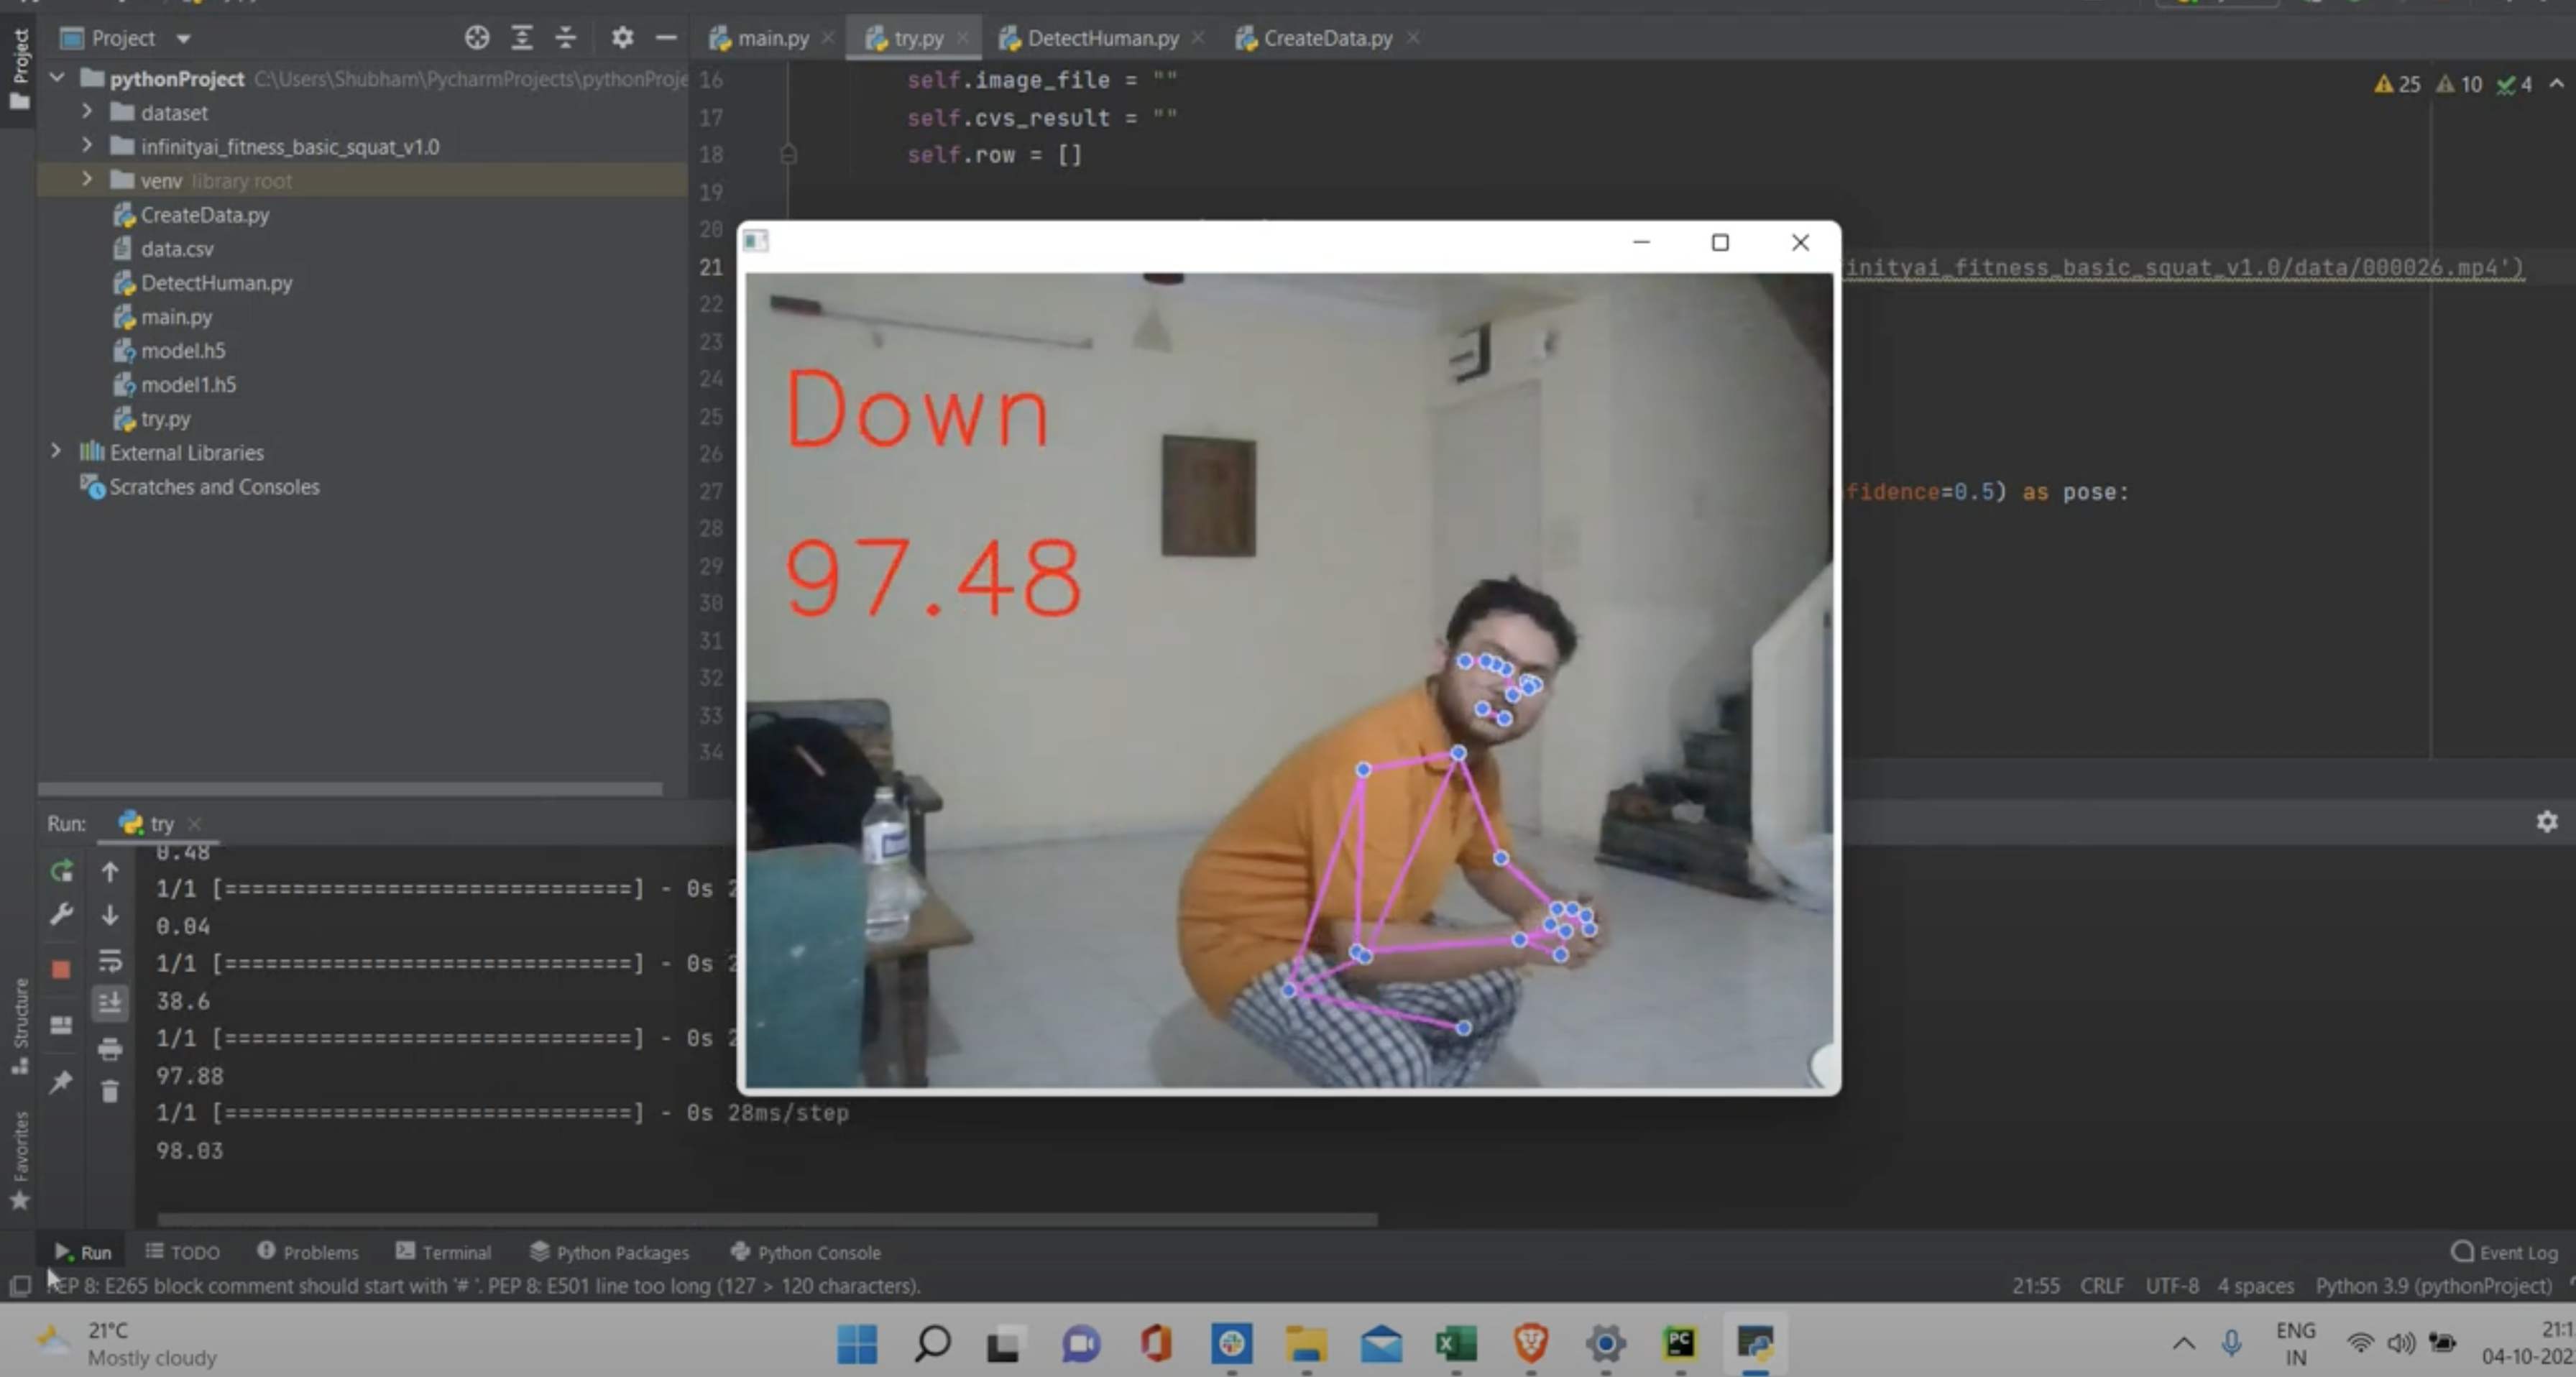 Project
main.py
try.py
DetectHuman.py
CreateData.py
Project
pythonProject C:\Users\Shubham\PycharmProjects\pythonProje
dataset
infinityai_fitness_basic_squat_v1.0
venv library root
CreateData.py
data.csv
DetectHuman.py
main.py
model.h5
model1.h5
try.py
External Libraries
Scratches and Consoles
16 self.image_file = ""
17 self.cvs_result = ""
18 self.row = []
19
20
21 inityai_fitness_basic_squat_v1.0/data/000026.mp4')
22
23
24
25
26
27 fidence=0.5) as pose:
28
29
30
31
32
33
34
25 10 4
Down
97.48
Run: try
0.48
1/1 [==============================] - 0s 2
0.04
1/1 [==============================] - 0s 2
38.6
1/1 [==============================] - 0s 2
97.88
1/1 [==============================] - 0s 28ms/step
98.03
Structure
Favorites
Run TODO Problems Terminal Python Packages Python Console Event Log
EP 8: E265 block comment should start with '# '. PEP 8: E501 line too long (127 > 120 characters).
21:55 CRLF UTF-8 4 spaces Python 3.9 (pythonProject)
21°C
Mostly cloudy
PC
ENG
IN
21:1
04-10-202